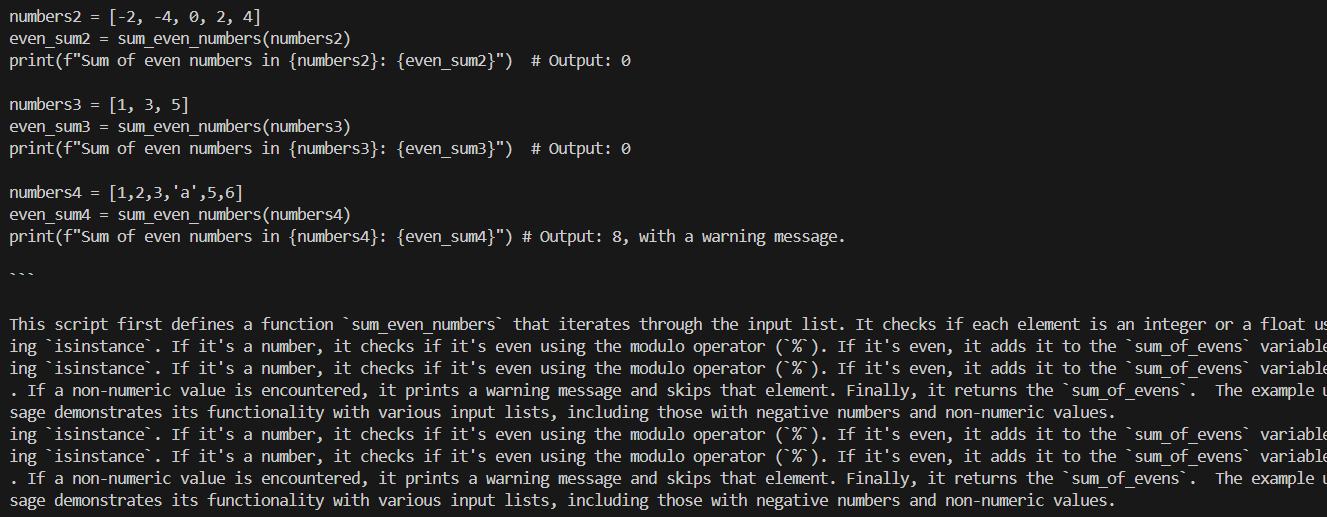 numbers2 = [-2, -4, 0, 2, 4]
even_sum2 = sum_even_numbers(numbers2)
print(f"Sum of even numbers in {numbers2}: {even_sum2}")  # Output: 0

numbers3 = [1, 3, 5]
even_sum3 = sum_even_numbers(numbers3)
print(f"Sum of even numbers in {numbers3}: {even_sum3}")  # Output: 0

numbers4 = [1,2,3,'a',5,6]
even_sum4 = sum_even_numbers(numbers4)
print(f"Sum of even numbers in {numbers4}: {even_sum4}") # Output: 8, with a warning message.

```

This script first defines a function `sum_even_numbers` that iterates through the input list. It checks if each element is an integer or a float us
ing `isinstance`. If it's a number, it checks if it's even using the modulo operator (`%`). If it's even, it adds it to the `sum_of_evens` variable
ing `isinstance`. If it's a number, it checks if it's even using the modulo operator (`%`). If it's even, it adds it to the `sum_of_evens` variable
. If a non-numeric value is encountered, it prints a warning message and skips that element. Finally, it returns the `sum_of_evens`.  The example u
sage demonstrates its functionality with various input lists, including those with negative numbers and non-numeric values.
ing `isinstance`. If it's a number, it checks if it's even using the modulo operator (`%`). If it's even, it adds it to the `sum_of_evens` variable
ing `isinstance`. If it's a number, it checks if it's even using the modulo operator (`%`). If it's even, it adds it to the `sum_of_evens` variable
. If a non-numeric value is encountered, it prints a warning message and skips that element. Finally, it returns the `sum_of_evens`.  The example u
sage demonstrates its functionality with various input lists, including those with negative numbers and non-numeric values.